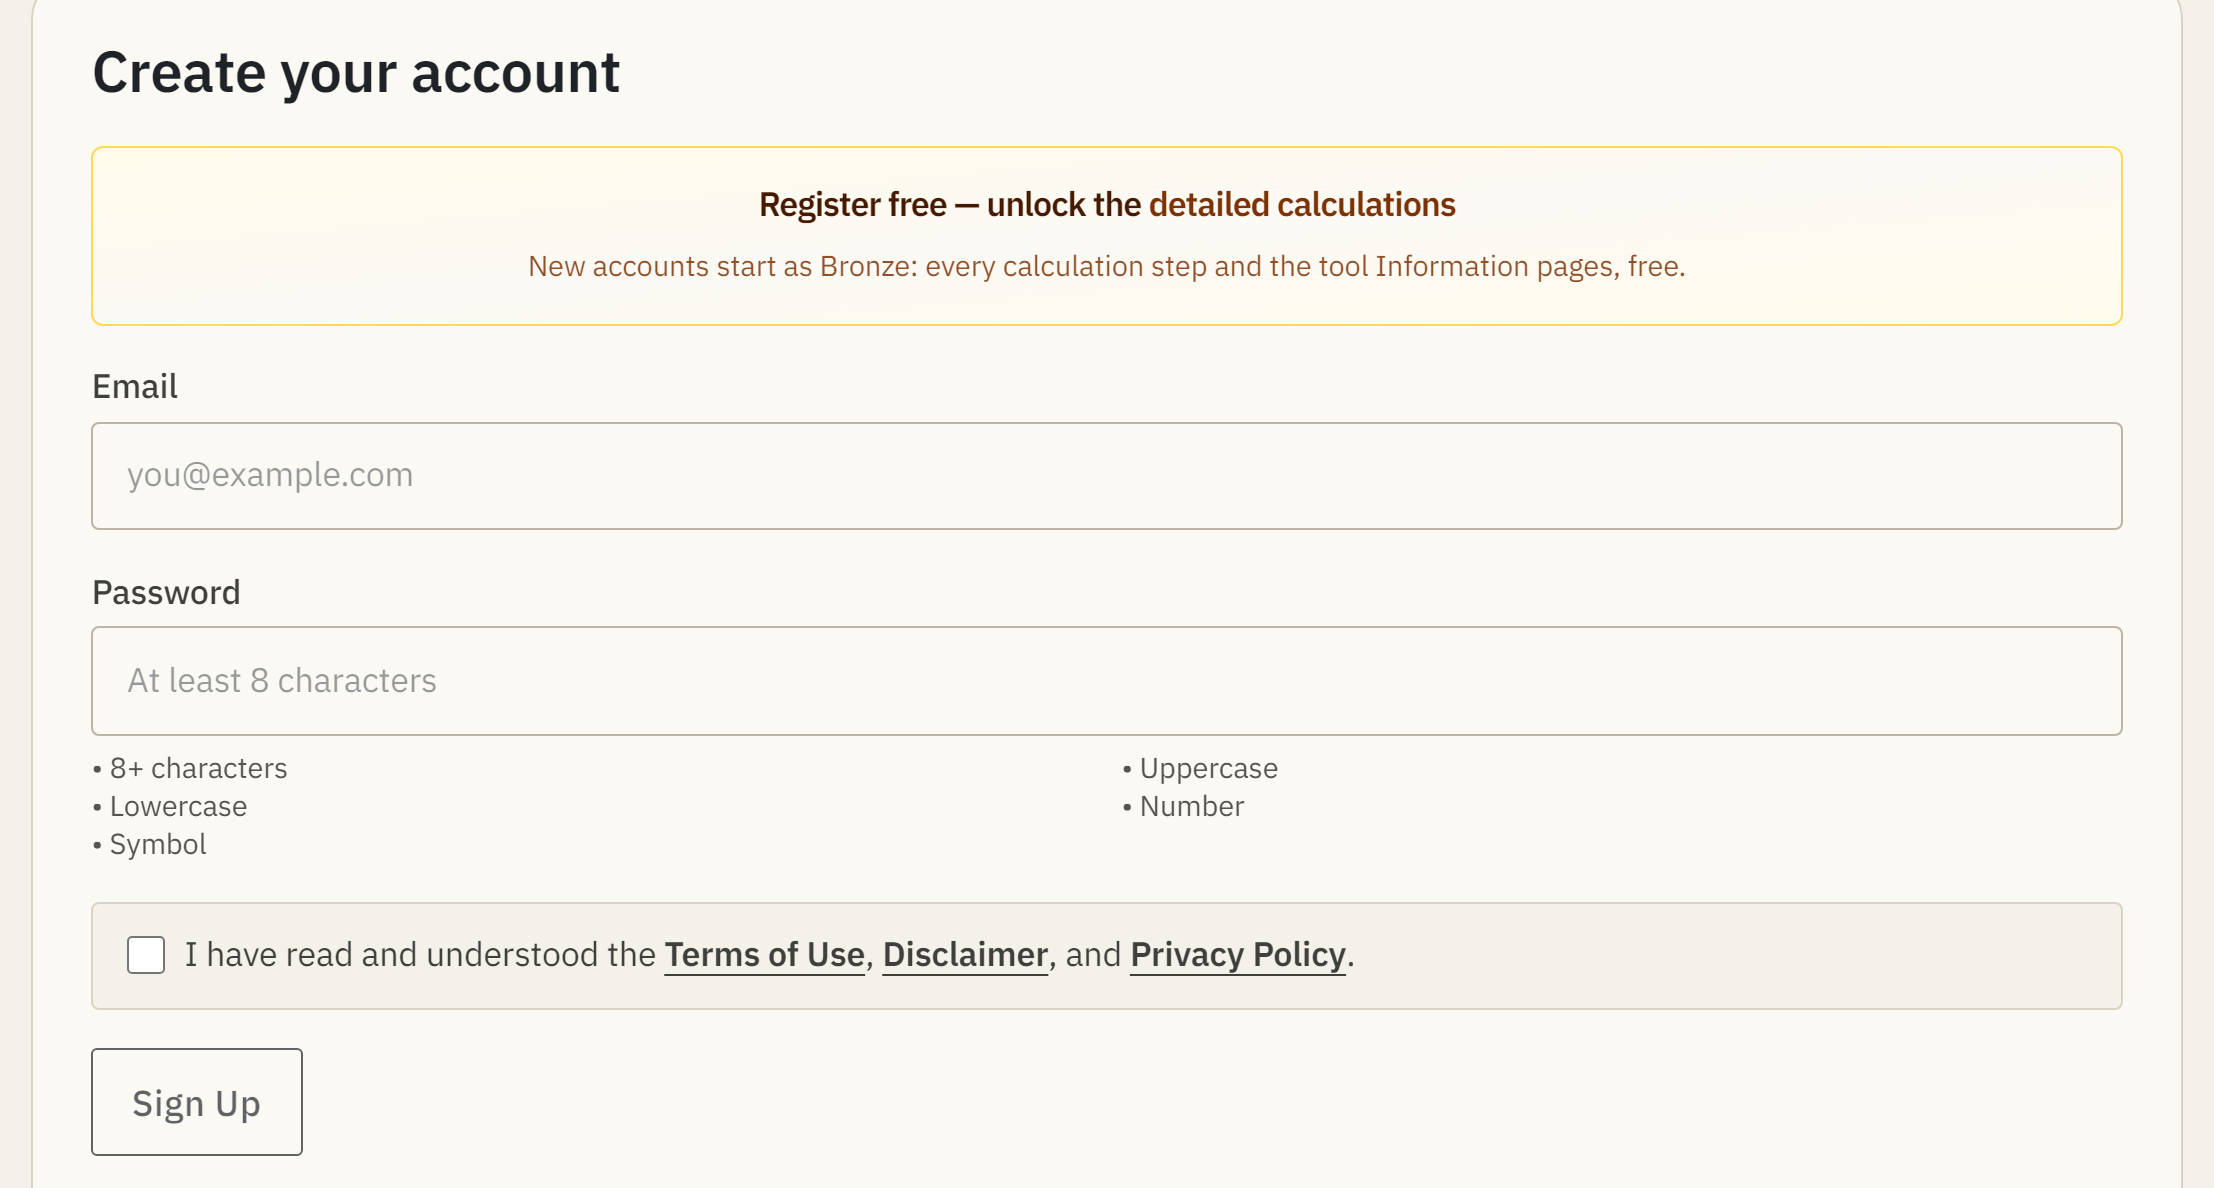 Create your account
Register free — unlock the detailed calculations
New accounts start as Bronze: every calculation step and the tool Information pages, free.
Email
you@example.com
Password
At least 8 characters
• 8+ characters
• Uppercase
• Lowercase
• Number
• Symbol
I have read and understood the Terms of Use, Disclaimer, and Privacy Policy.
Sign Up